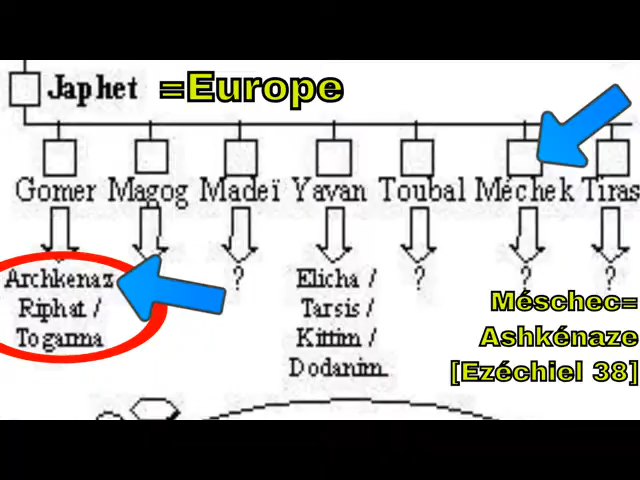 Japhet =Europe
Gomer Magog Madeï Yavan Toubal Méchek Tiras
Archkenaz ? Elicha / ? ? ?
Riphat / Tarsis /
Togarma Kittim /
Dodanim.
Méschec=
Ashkénaze
[Ezéchiel 38]